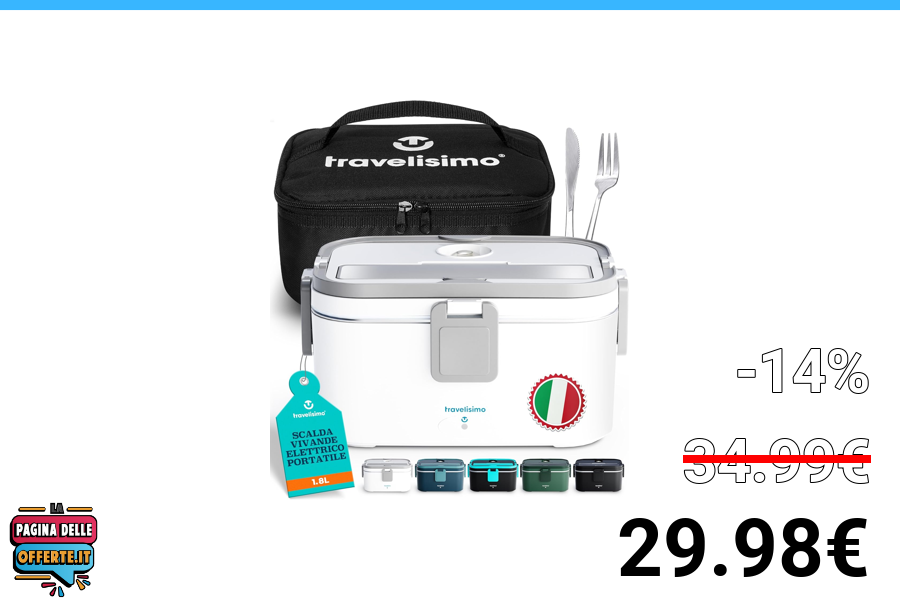 travelisimo®
travelisimo
travelisimo®
SCALDA
VIVANDE
ELETTRICO
PORTATILE
1.8L
-14%
34.99€
29.98€
LA
PAGINA DELLE
OFFERTE.IT